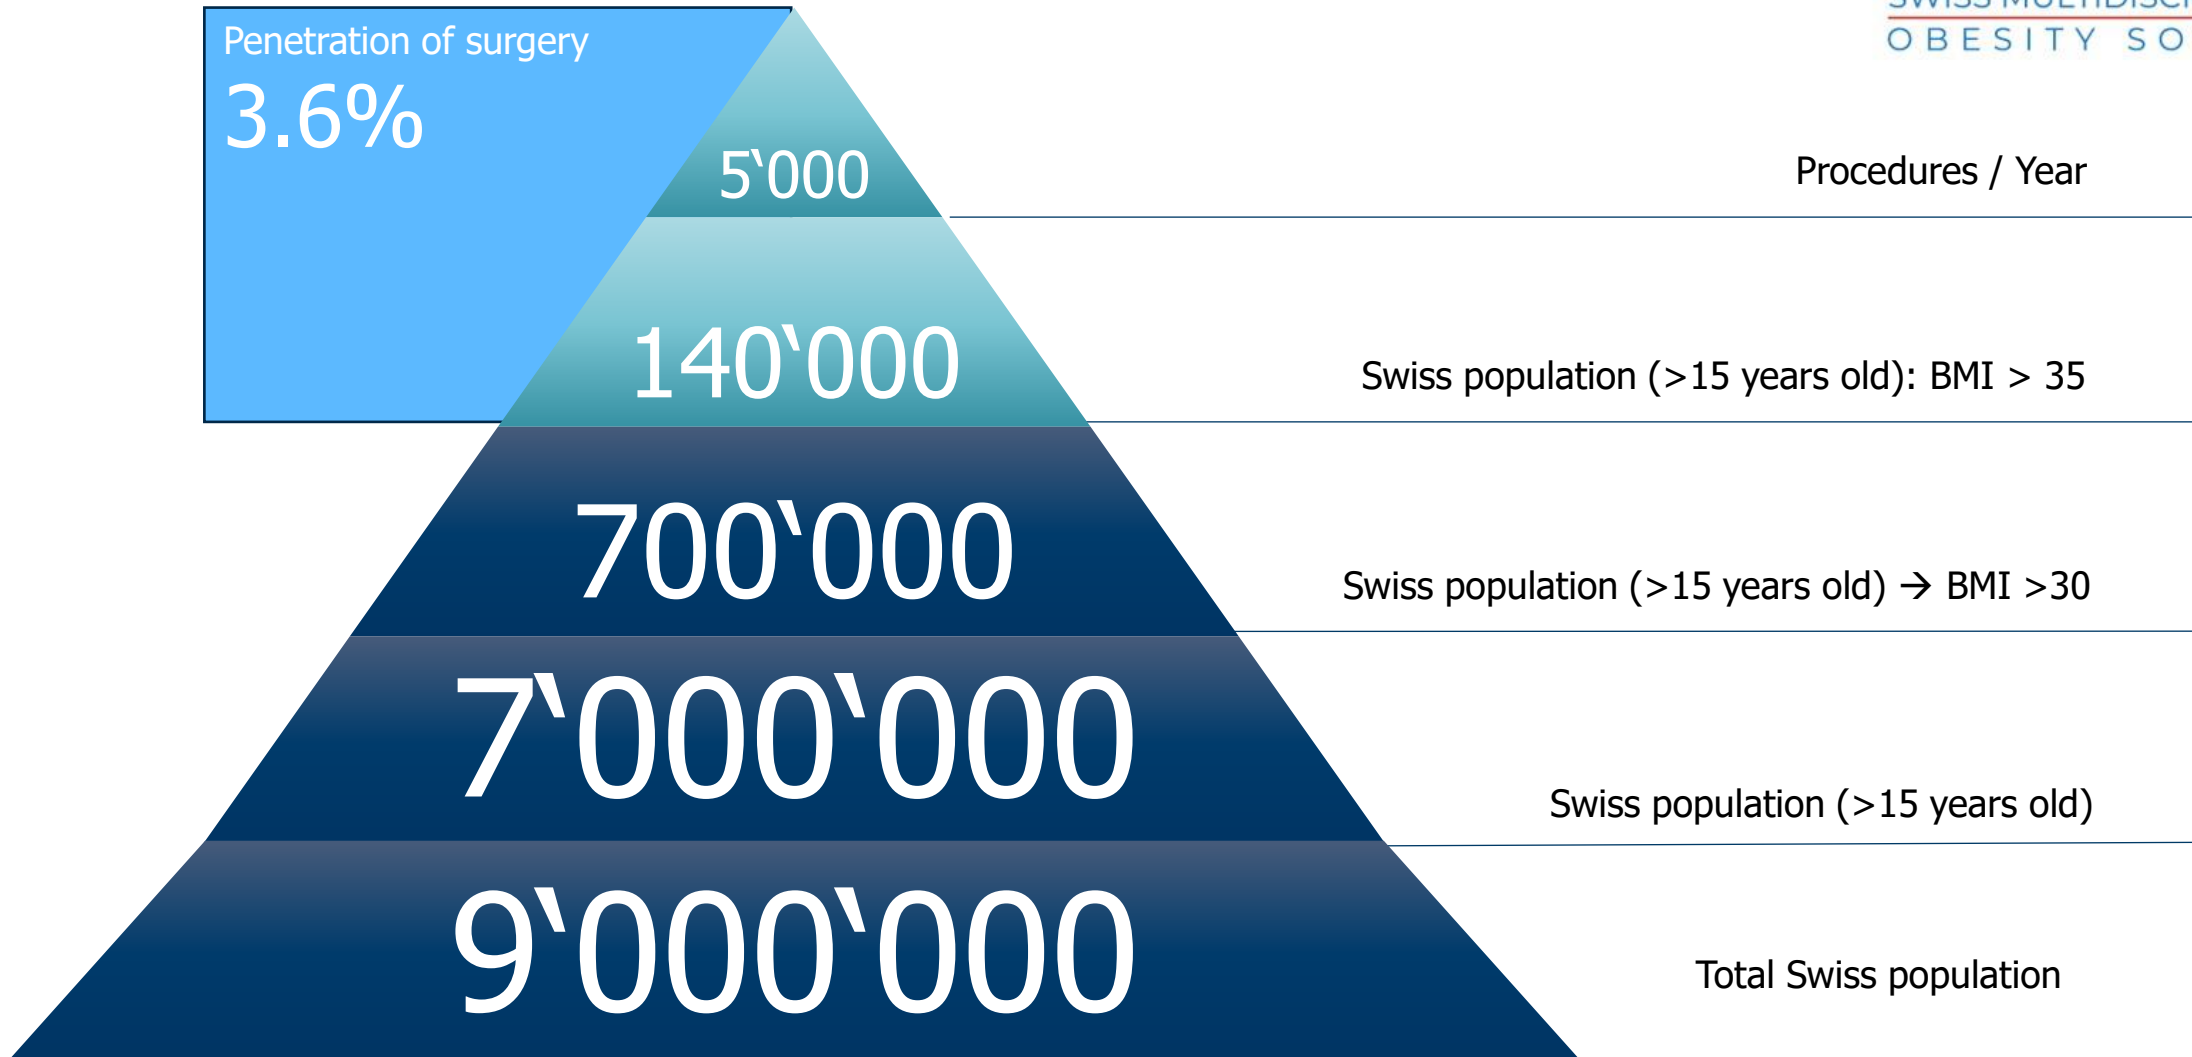 OBESITY SO
Penetration of surgery
3.6%
5‘000
Procedures / Year
140‘000
Swiss population (>15 years old): BMI > 35
700‘000
Swiss population (>15 years old) → BMI >30
7‘000‘000
Swiss population (>15 years old)
9‘000‘000
Total Swiss population